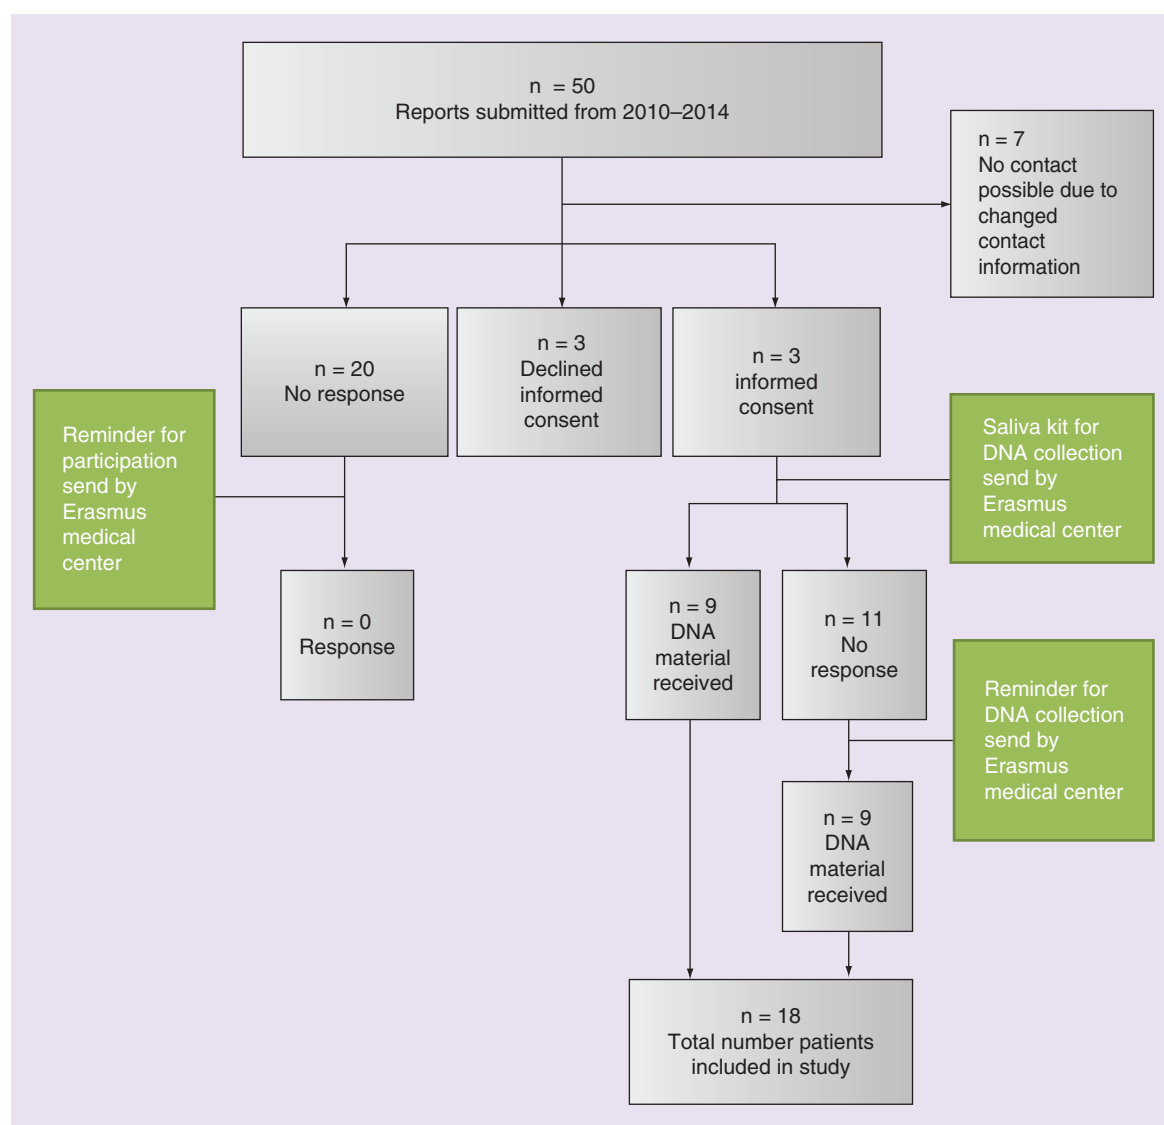 n = 50
Reports submitted from 2010–2014
n = 7
No contact
possible due to
changed
contact
information
n = 20
No response
n = 3
Declined
informed
consent
n = 3
informed
consent
Reminder for
participation
send by
Erasmus
medical
center
Saliva kit for
DNA collection
send by
Erasmus
medical center
n = 0
Response
n = 9
DNA
material
received
n = 11
No
response
Reminder for
DNA collection
send by
Erasmus
medical center
n = 9
DNA
material
received
n = 18
Total number patients
included in study